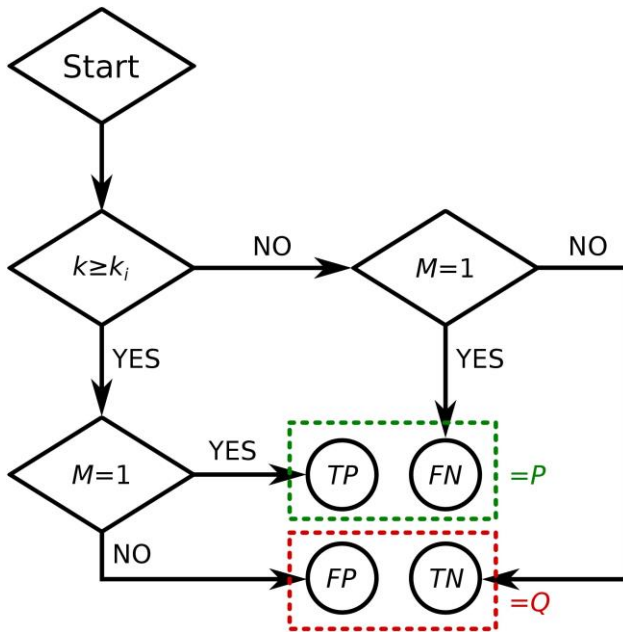 Start
k≥kᵢ
NO
M=1
NO
YES
YES
M=1
YES
TP
FN
=P
NO
FP
TN
=Q